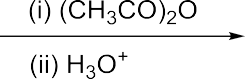 (i) (CH3CO)2O
(ii) H3O+